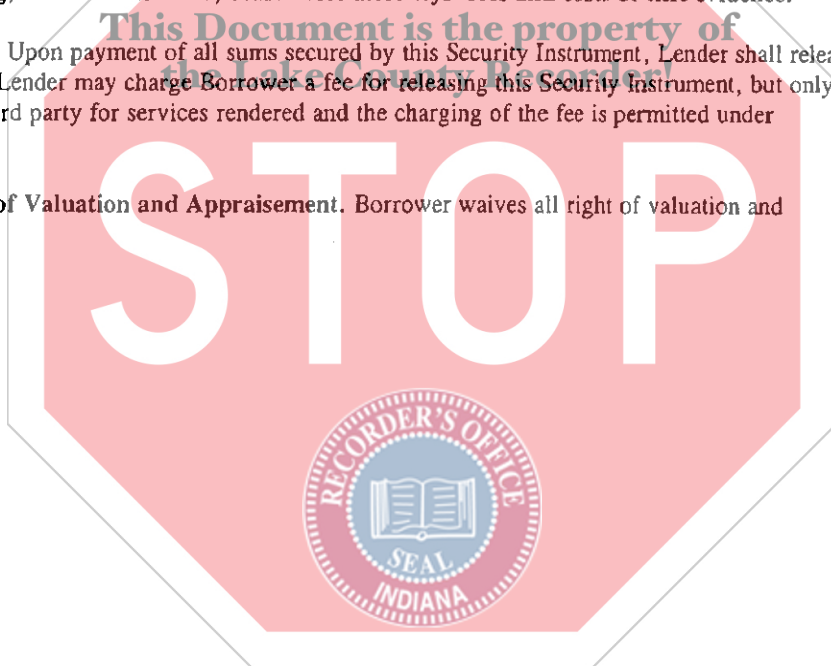 This Document is the property of
Upon payment of all sums secured by this Security Instrument, Lender shall relea
the Lake County Recorder!
Lender may charge Borrower a fee for releasing this Security Instrument, but only
rd party for services rendered and the charging of the fee is permitted under
of Valuation and Appraisement. Borrower waives all right of valuation and
STOP
RECORDER'S OFFICE
SEAL
INDIANA